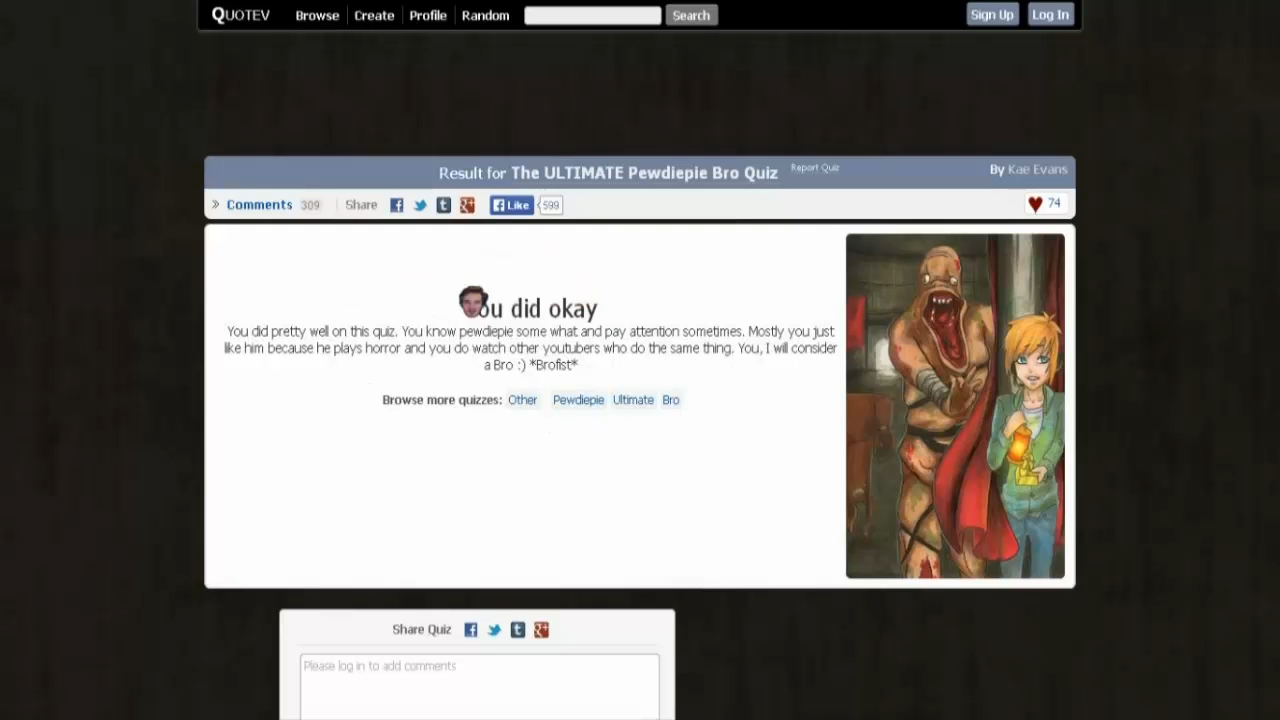 QUOTEV Browse Create Profile Random Search Sign Up Log In
Result for The ULTIMATE Pewdiepie Bro Quiz Report Quiz By Kae Evans
» Comments 309 Share Like 599 74
ou did okay
You did pretty well on this quiz. You know pewdiepie some what and pay attention sometimes. Mostly you just
like him because he plays horror and you do watch other youtubers who do the same thing. You, I will consider
a Bro :) *Brofist*
Browse more quizzes: Other Pewdiepie Ultimate Bro
Share Quiz
Please log in to add comments